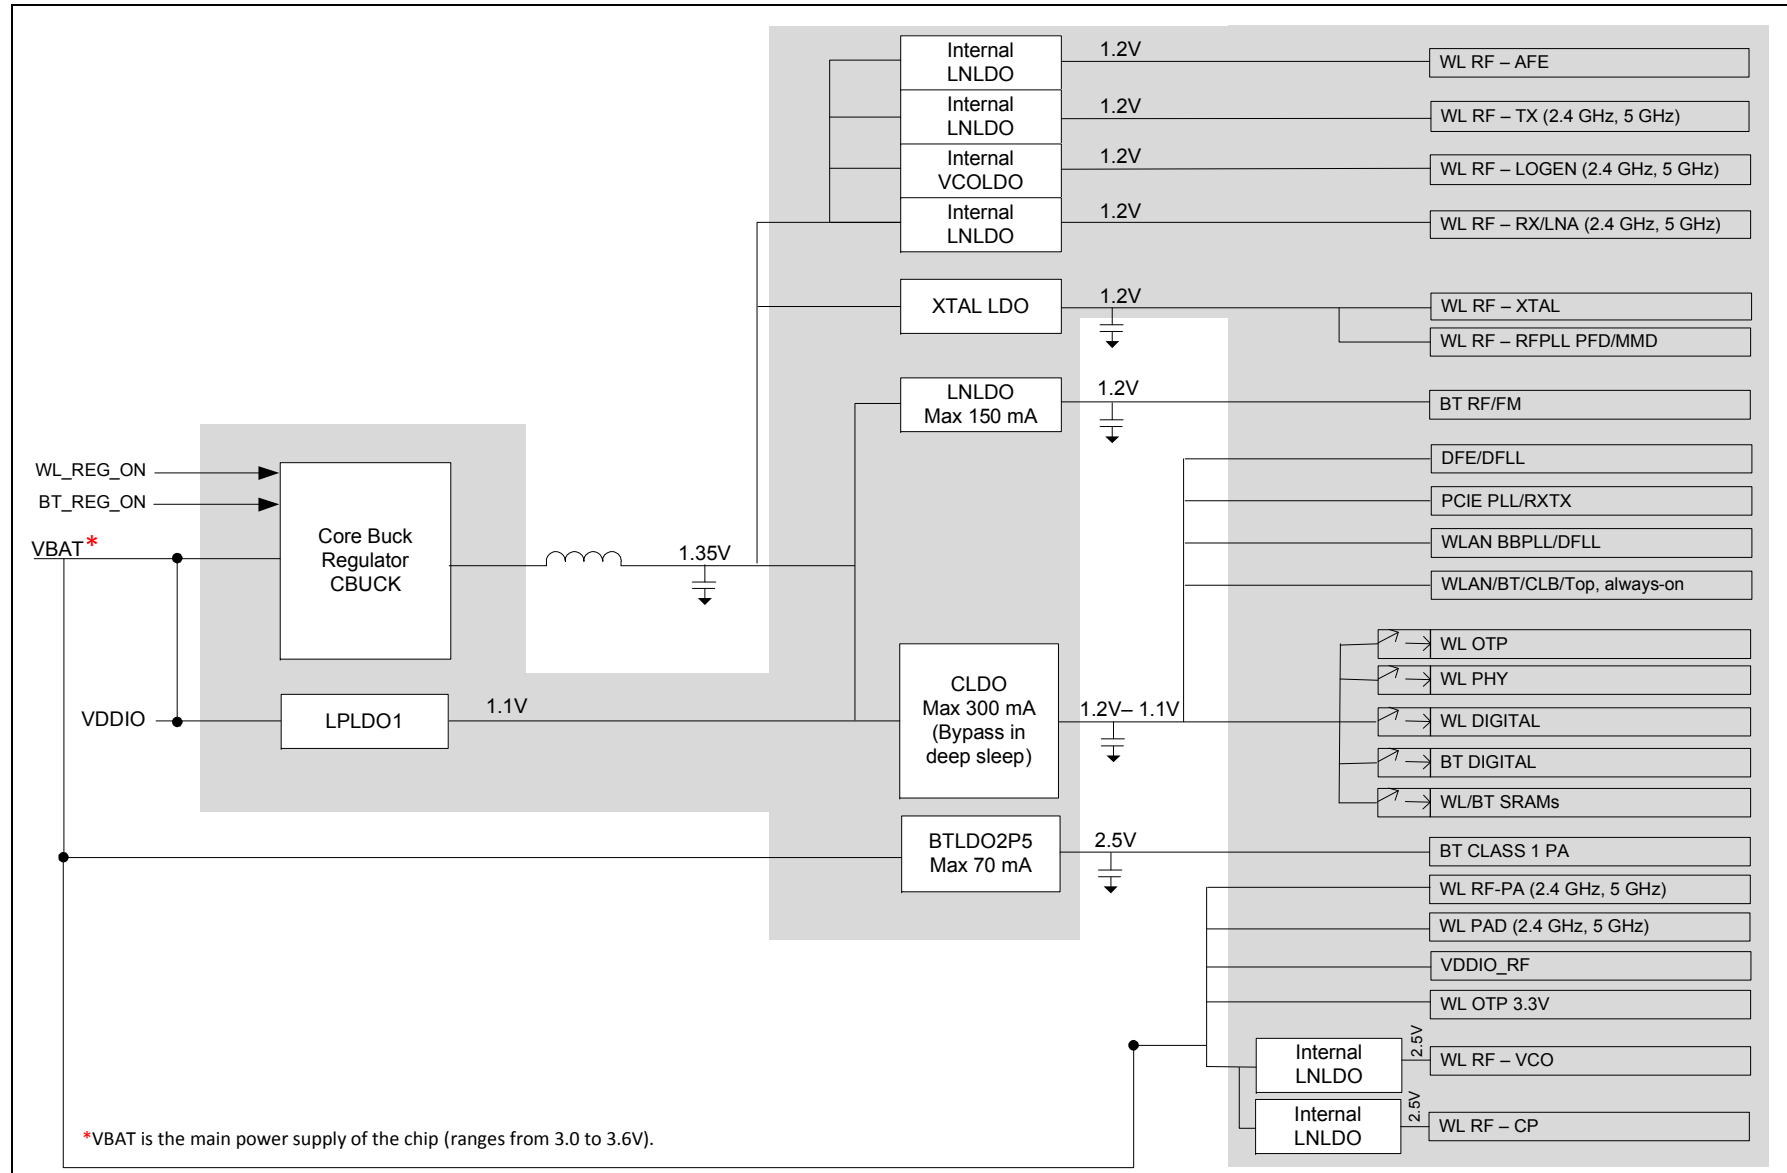 Internal
LNLDO
1.2V
WL RF – AFE
Internal
LNLDO
1.2V
WL RF – TX (2.4 GHz, 5 GHz)
Internal
VCOLDO
1.2V
WL RF – LOGEN (2.4 GHz, 5 GHz)
Internal
LNLDO
1.2V
WL RF – RX/LNA (2.4 GHz, 5 GHz)
XTAL LDO
1.2V
WL RF – XTAL
WL RF – RFPLL PFD/MMD
LNLDO
Max 150 mA
1.2V
BT RF/FM
WL_REG_ON
BT_REG_ON
VBAT*
Core Buck
Regulator
CBUCK
1.35V
DFE/DFLL
PCIE PLL/RXTX
WLAN BBPLL/DFLL
WLAN/BT/CLB/Top, always-on
VDDIO
LPLDO1
1.1V
CLDO
Max 300 mA
(Bypass in
deep sleep)
1.2V– 1.1V
WL OTP
WL PHY
WL DIGITAL
BT DIGITAL
WL/BT SRAMs
BTLDO2P5
Max 70 mA
2.5V
BT CLASS 1 PA
WL RF-PA (2.4 GHz, 5 GHz)
WL PAD (2.4 GHz, 5 GHz)
VDDIO_RF
WL OTP 3.3V
Internal
LNLDO
2.5V
WL RF – VCO
Internal
LNLDO
2.5V
WL RF – CP
*VBAT is the main power supply of the chip (ranges from 3.0 to 3.6V).